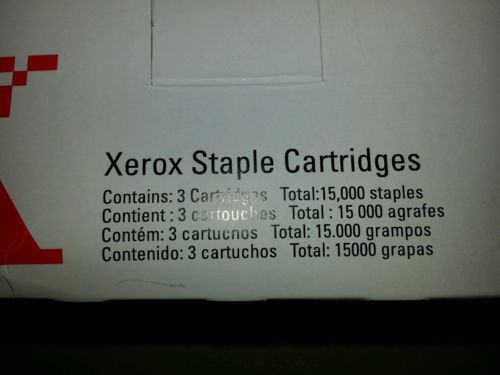 Xerox Staple Cartridges
Contains: 3 Cartridges Total:15,000 staples
Contient : 3 cartouches Total : 15 000 agrafes
Contém: 3 cartuchos Total: 15.000 grampos
Contenido: 3 cartuchos Total: 15000 grapas